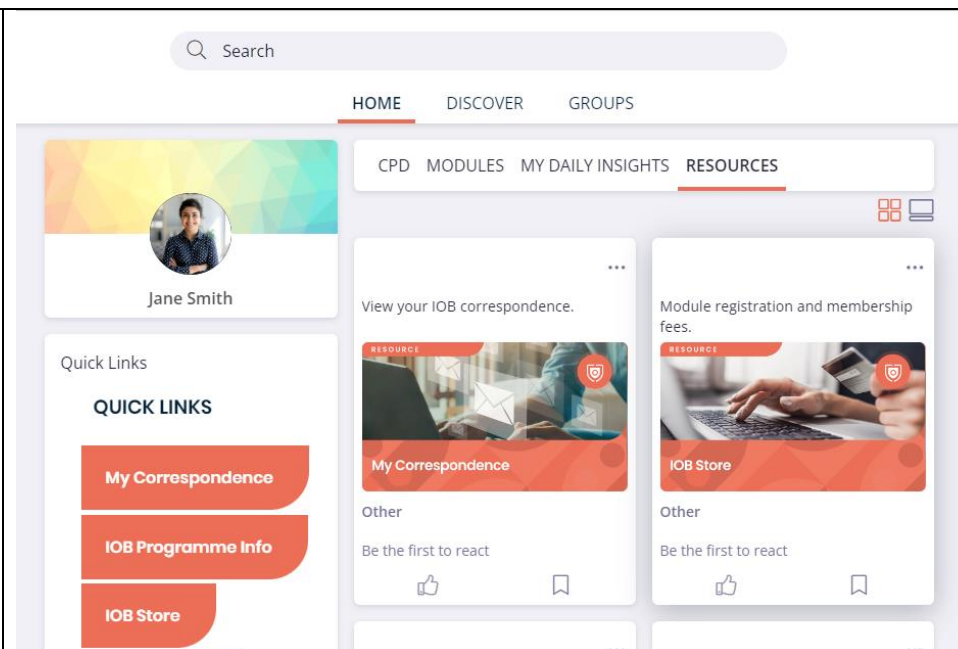 Search
HOME DISCOVER GROUPS
CPD MODULES MY DAILY INSIGHTS RESOURCES
Jane Smith
Quick Links
QUICK LINKS
My Correspondence
IOB Programme Info
IOB Store
View your IOB correspondence.
RESOURCE
My Correspondence
Other
Be the first to react
Module registration and membership
fees.
RESOURCE
IOB Store
Other
Be the first to react